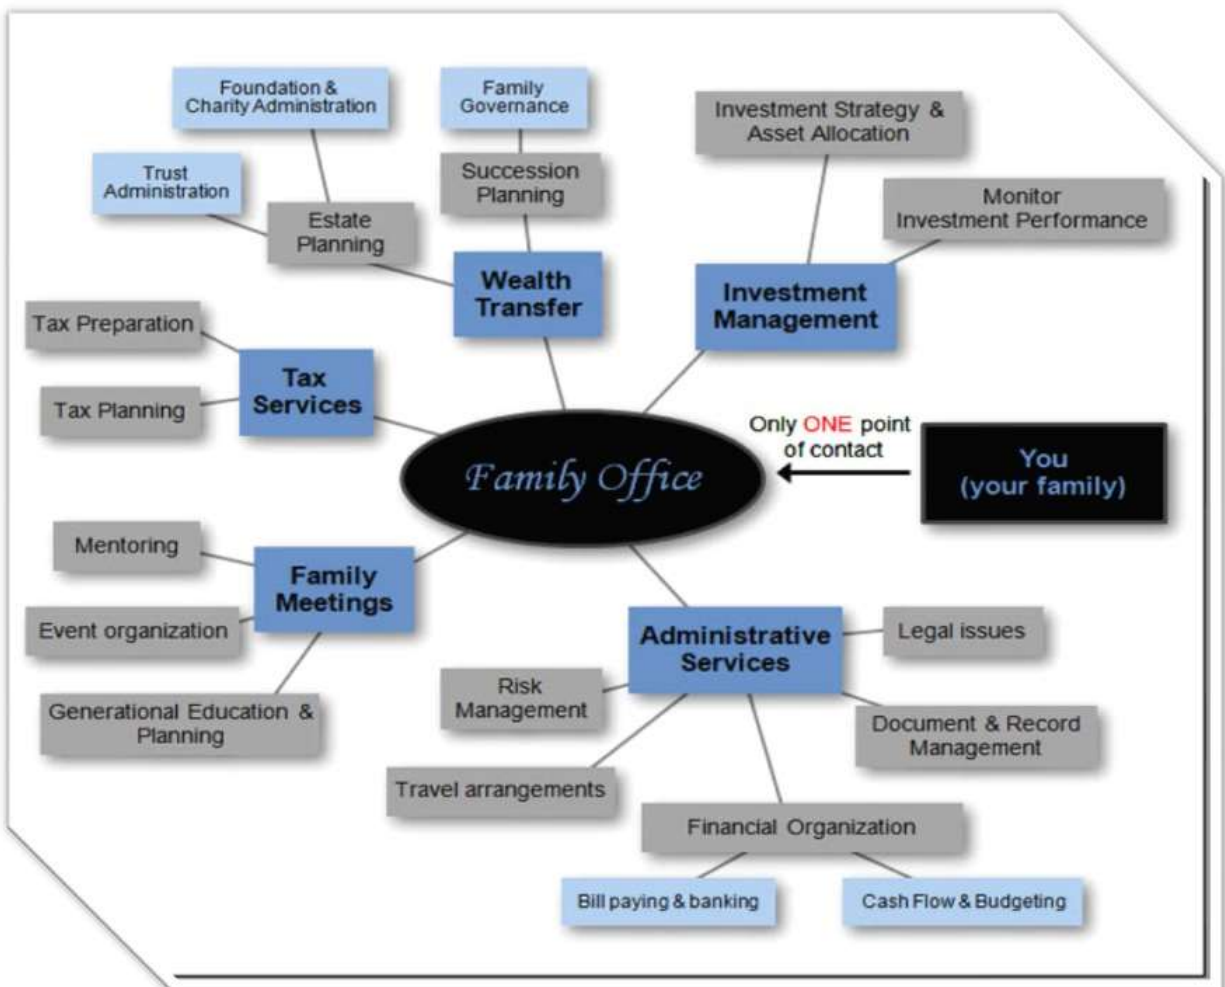 Foundation &
Charity Administration
Family
Governance
Investment Strategy &
Asset Allocation
Trust
Administration
Succession
Planning
Monitor
Investment Performance
Estate
Planning
Wealth
Transfer
Investment
Management
Tax Preparation
Tax
Services
Tax Planning
Only ONE point
of contact
You
(your family)
Family Office
Mentoring
Family
Meetings
Event organization
Generational Education &
Planning
Administrative
Services
Legal issues
Risk
Management
Document & Record
Management
Travel arrangements
Financial Organization
Bill paying & banking
Cash Flow & Budgeting